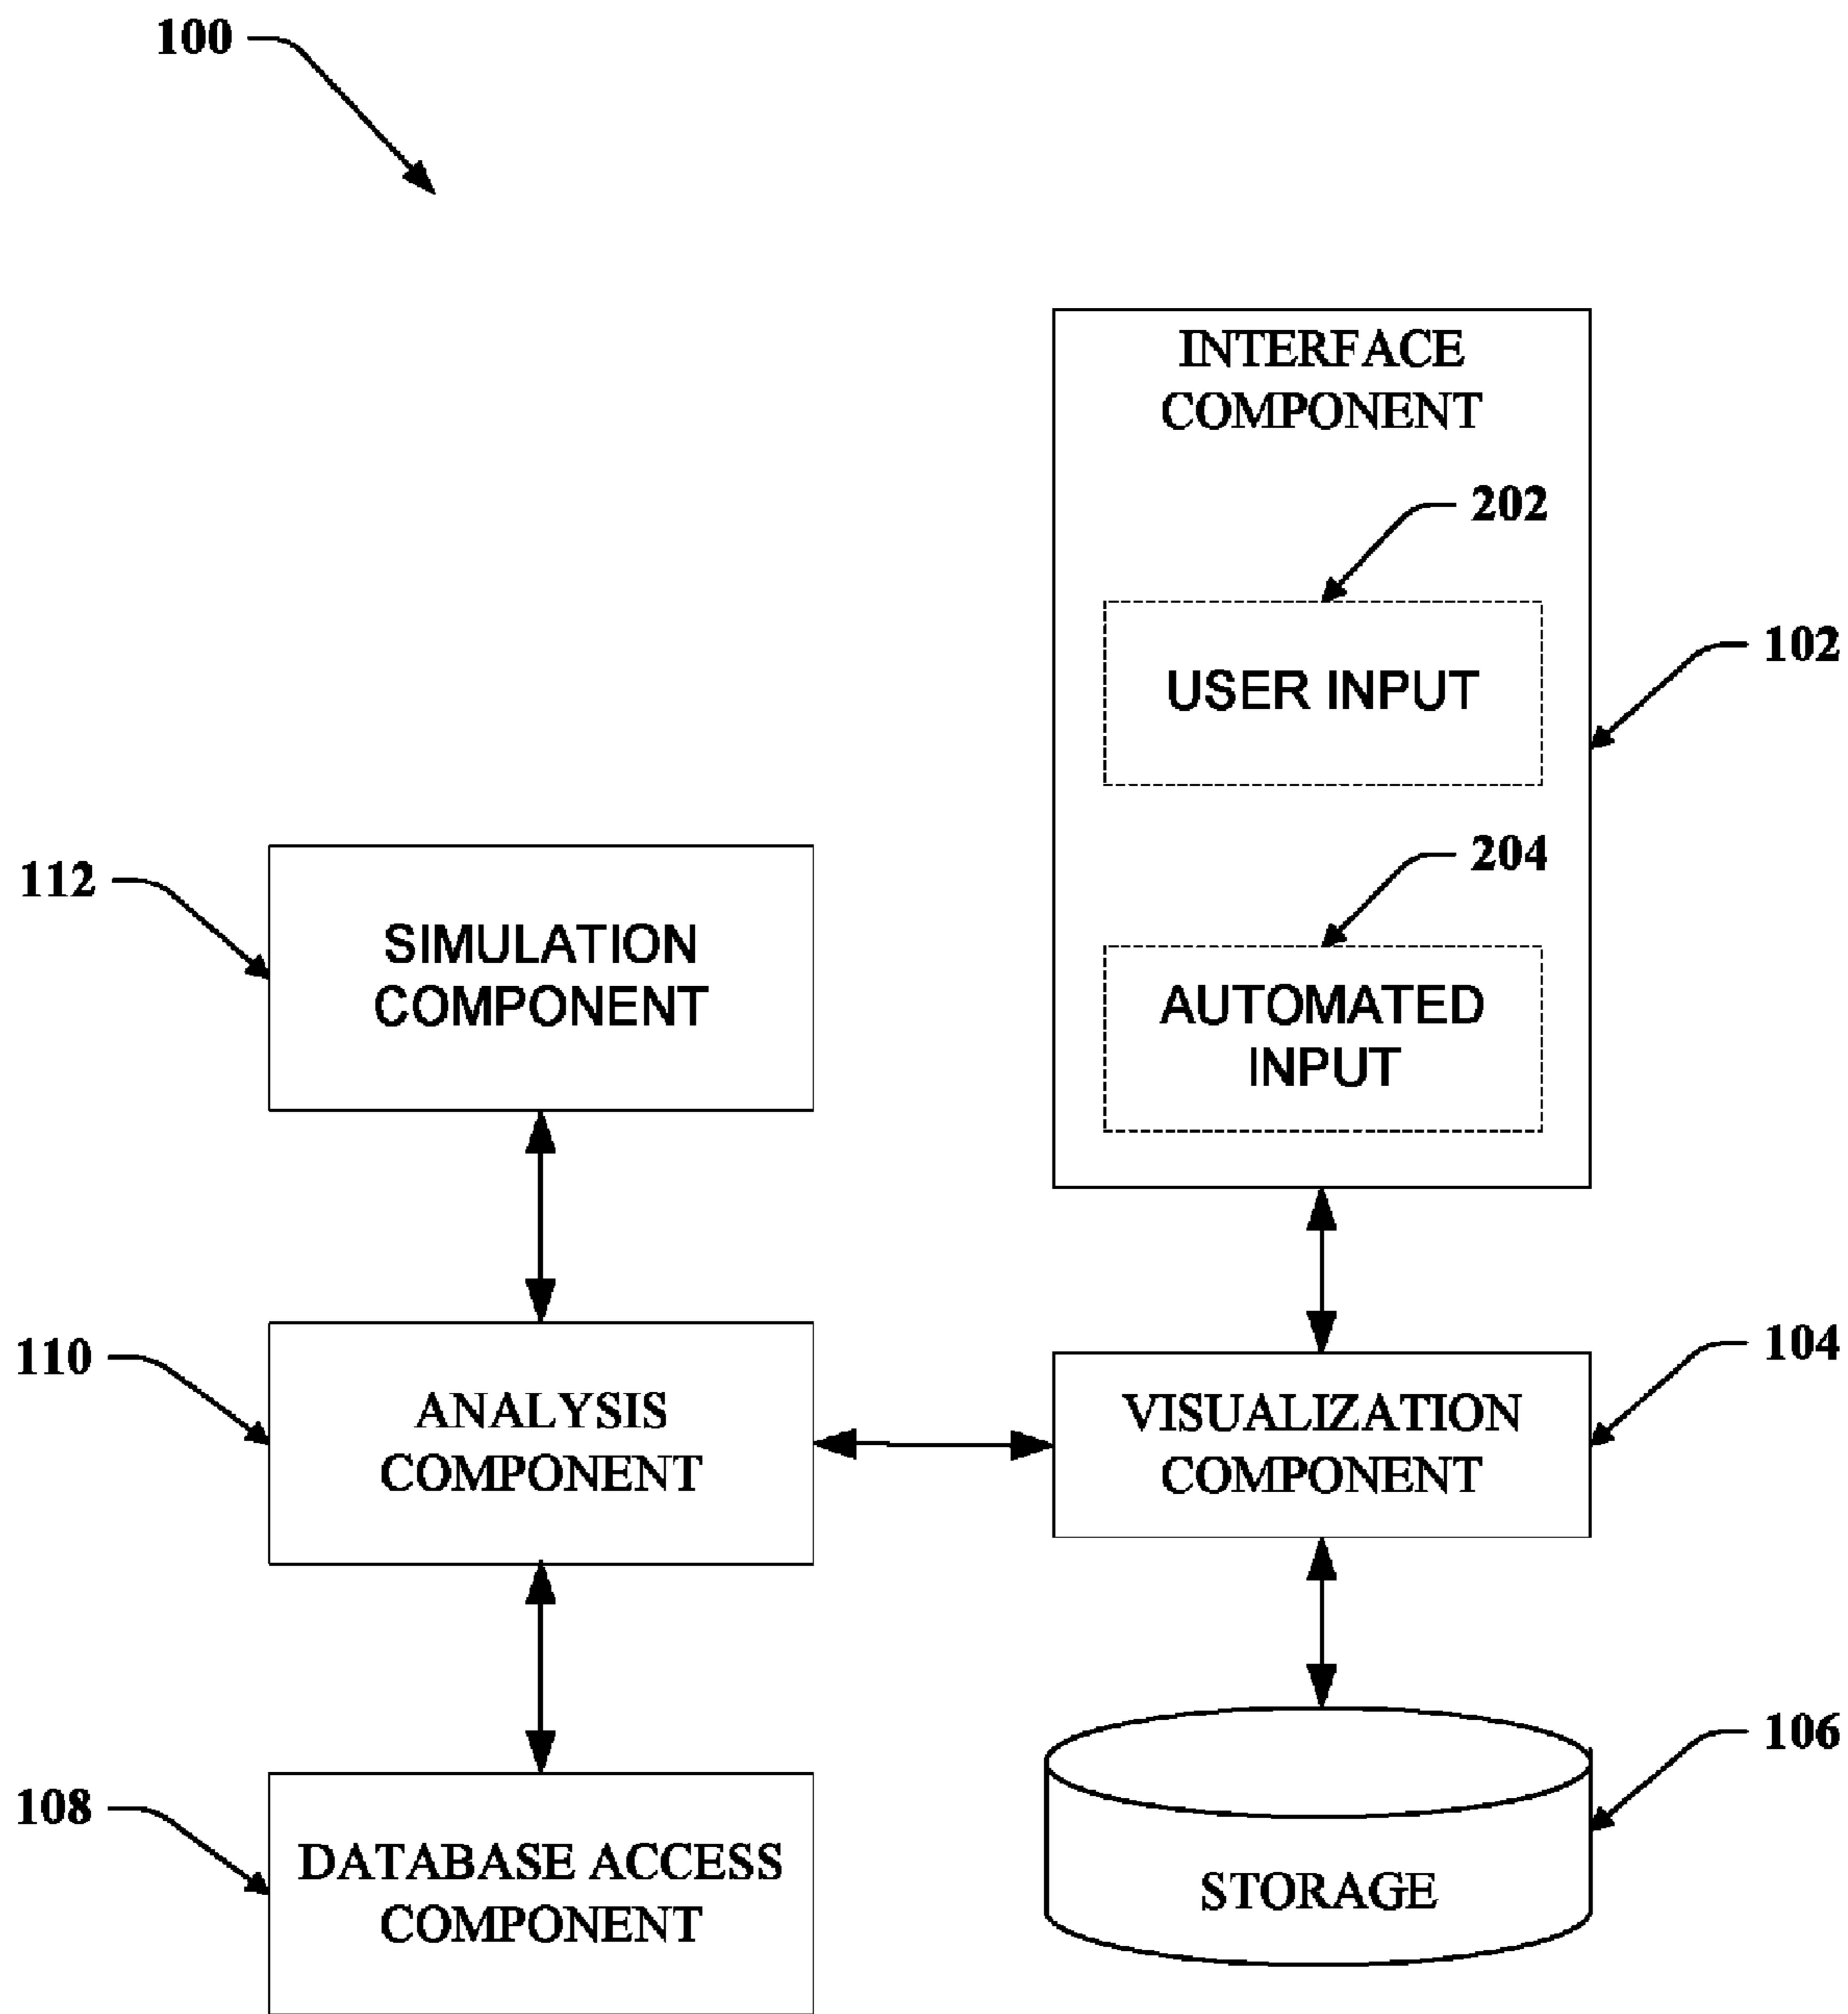 100
INTERFACE
COMPONENT
202
USER INPUT
102
204
AUTOMATED
INPUT
112
SIMULATION
COMPONENT
110
ANALYSIS
COMPONENT
104
VISUALIZATION
COMPONENT
108
DATABASE ACCESS
COMPONENT
106
STORAGE